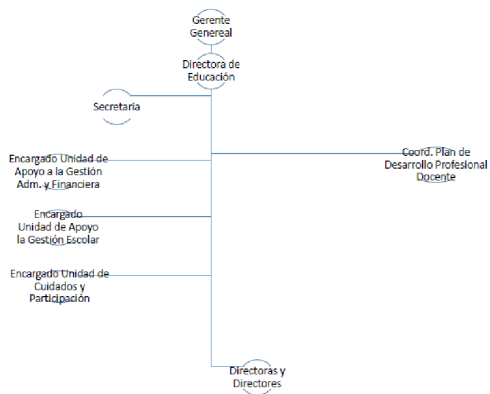 Gerente
Genereal
Directora de
Educación
Secretaria
Encargado Unidad de
Apoyo a la Gestión
Adm. y Financiera
Coord. Plan de
Desarrollo Profesional
Docente
Encargado
Unidad de Apoyo
la Gestión Escolar
Encargado Unidad de
Cuidados y
Participación
Directoras y
Directores